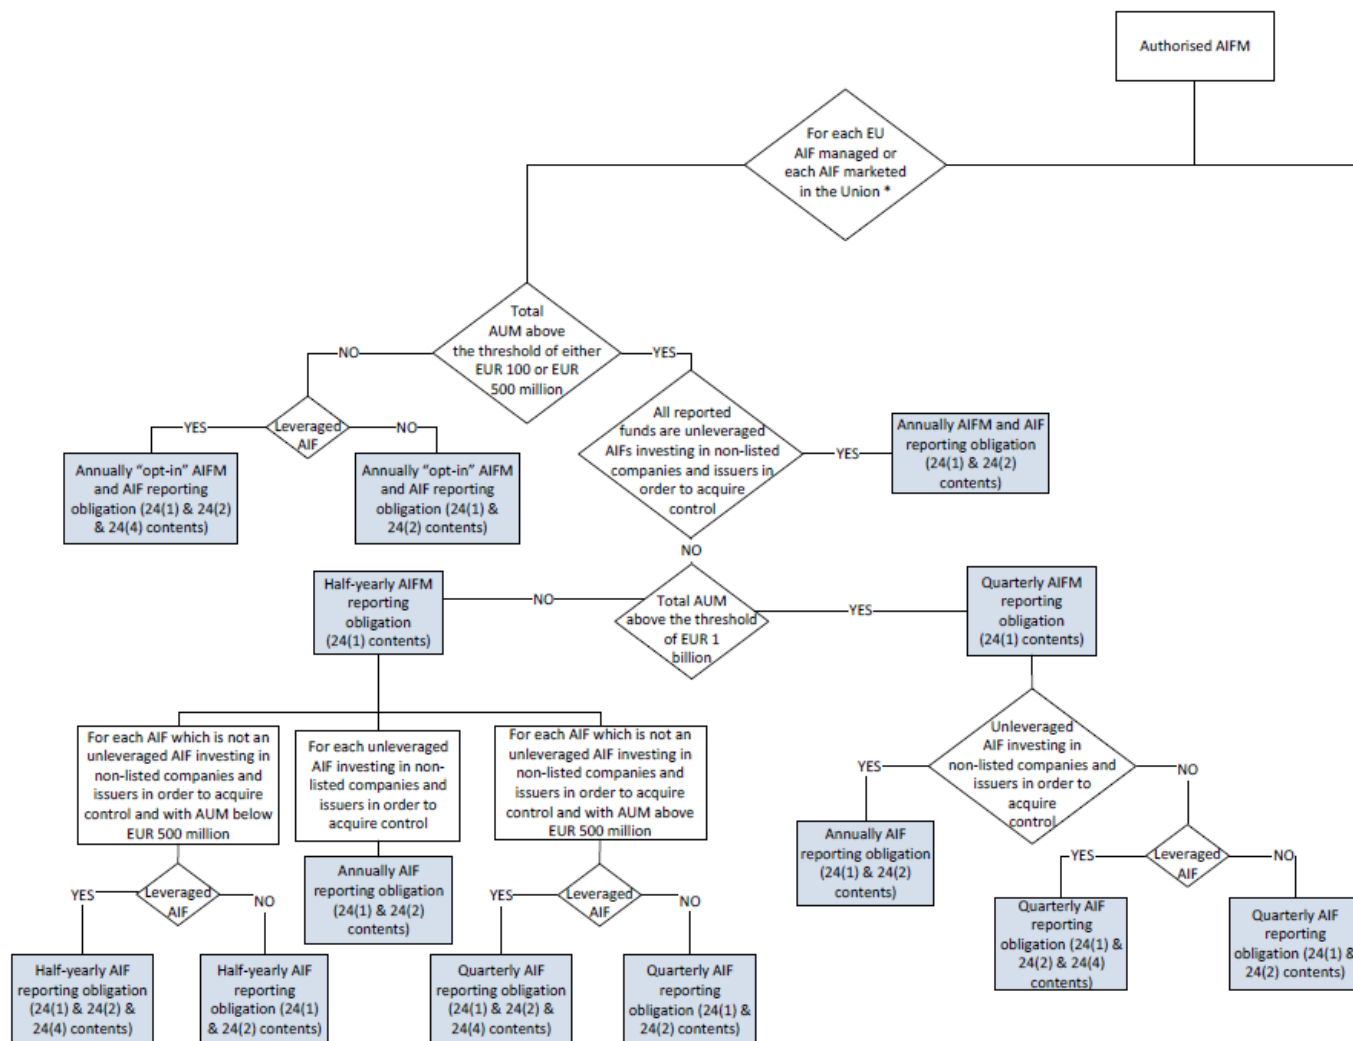 Authorised AIFM
For each EU
AIF managed or
each AIF marketed
in the Union *
Total
AUM above
the threshold of either
EUR 100 or EUR
500 million
NO
YES
Leveraged
AIF
YES
NO
Annually “opt-in” AIFM
and AIF reporting
obligation (24(1) & 24(2)
& 24(4) contents)
Annually “opt-in” AIFM
and AIF reporting
obligation (24(1) &
24(2) contents)
All reported
funds are unleveraged
AIFs investing in non-listed
companies and issuers in
order to acquire
control
YES
Annually AIFM and AIF
reporting obligation
(24(1) & 24(2)
contents)
NO
Total AUM
above the threshold
of EUR 1
billion
NO
YES
Half-yearly AIFM
reporting
obligation
(24(1) contents)
Quarterly AIFM
reporting
obligation
(24(1) contents)
For each AIF which is not an
unleveraged AIF investing in
non-listed companies and
issuers in order to acquire
control and with AUM below
EUR 500 million
For each unleveraged
AIF investing in non-
listed companies and
issuers in order to
acquire control
For each AIF which is not an
unleveraged AIF investing in
non-listed companies and
issuers in order to acquire
control and with AUM above
EUR 500 million
Unleveraged
AIF investing in
non-listed companies and
issuers in order to
acquire
control
YES
NO
Annually AIF
reporting obligation
(24(1) & 24(2)
contents)
Leveraged
AIF
YES
NO
Quarterly AIF
reporting
obligation (24(1) &
24(2) & 24(4)
contents)
Quarterly AIF
reporting
obligation (24(1) &
24(2) contents)
Annually AIF
reporting obligation
(24(1) & 24(2)
contents)
Leveraged
AIF
YES
NO
Half-yearly AIF
reporting obligation
(24(1) & 24(2) &
24(4) contents)
Half-yearly AIF
reporting
obligation (24(1)
& 24(2) contents)
Leveraged
AIF
YES
NO
Quarterly AIF
reporting obligation
(24(1) & 24(2) &
24(4) contents)
Quarterly AIF
reporting
obligation (24(1) &
24(2) contents)